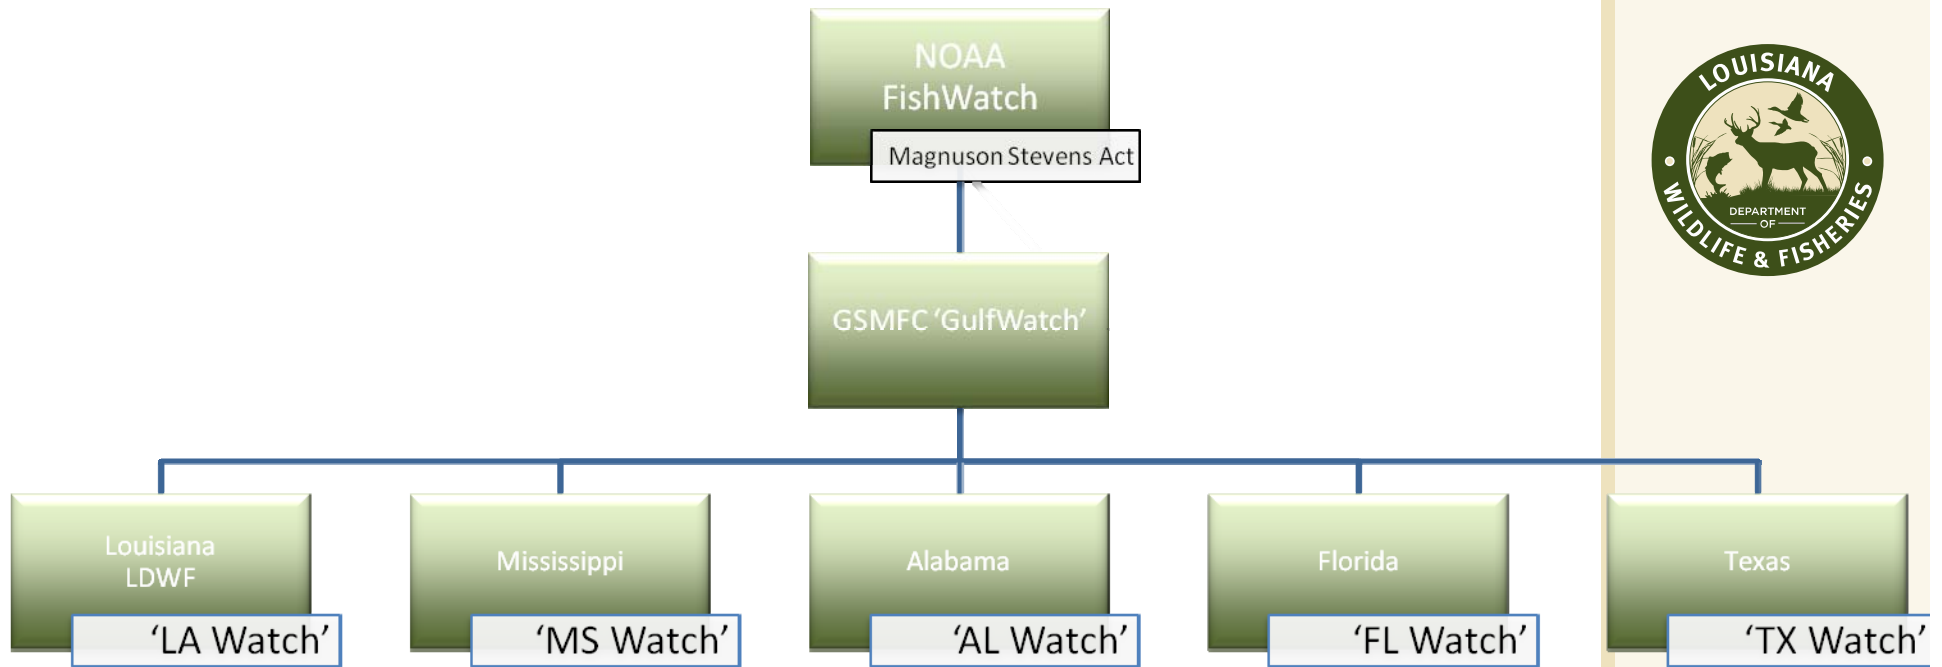 NOAA
FishWatch
Magnuson Stevens Act
LOUISIANA
DEPARTMENT
OF
WILDLIFE & FISHERIES
GSMFC ‘GulfWatch’
Louisiana
LDWF
‘LA Watch’
Mississippi
‘MS Watch’
Alabama
‘AL Watch’
Florida
‘FL Watch’
Texas
‘TX Watch’